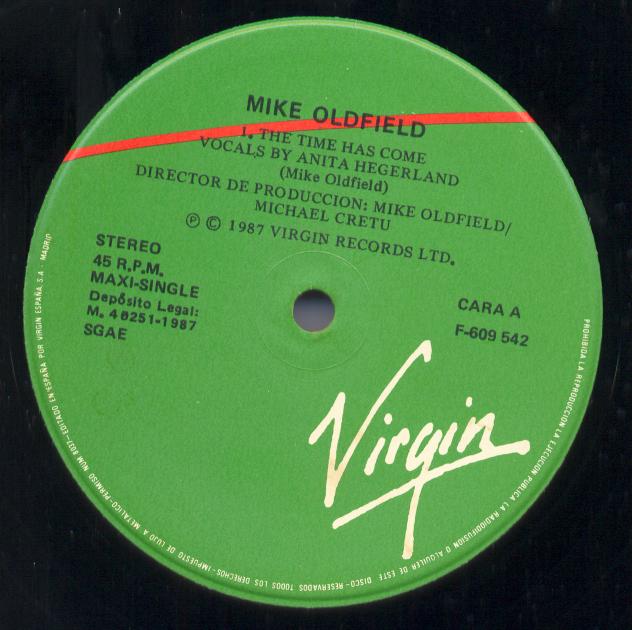 MIKE OLDFIELD
1. THE TIME HAS COME
VOCALS BY ANITA HEGERLAND
(Mike Oldfield)
DIRECTOR DE PRODUCCION: MIKE OLDFIELD/
MICHAEL CRETU
Ⓟ © 1987 VIRGIN RECORDS LTD.
STEREO
45 R.P.M.
MAXI-SINGLE
Depósito Legal:
M. 40251-1987
SGAE
CARA A
F-609 542
Virgin
PROHIBIDA LA REPRODUCCION LA EJECUCION PUBLICA LA RADIODIFUSION O ALQUILER DE ESTE DISCO-RESERVADOS TODOS LOS DERECHOS-IMPUESTO DE LUJO A METALICO-PERMISO NUM 8037-EDITADO EN ESPAÑA POR VIRGIN ESPAÑA S.A. MADRID